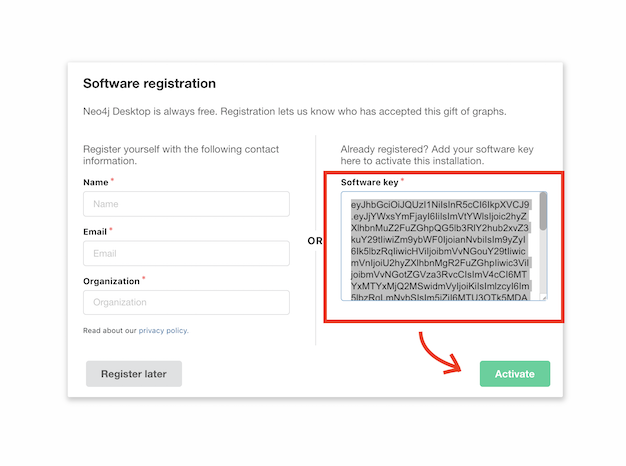 Software registration
Neo4j Desktop is always free. Registration lets us know who has accepted this gift of graphs.
Register yourself with the following contact
information.
Name *
Name
Email *
Email
Organization *
Organization
Read about our privacy policy.
Register later
OR
Already registered? Add your software key
here to activate this installation.
Software key *
Activate